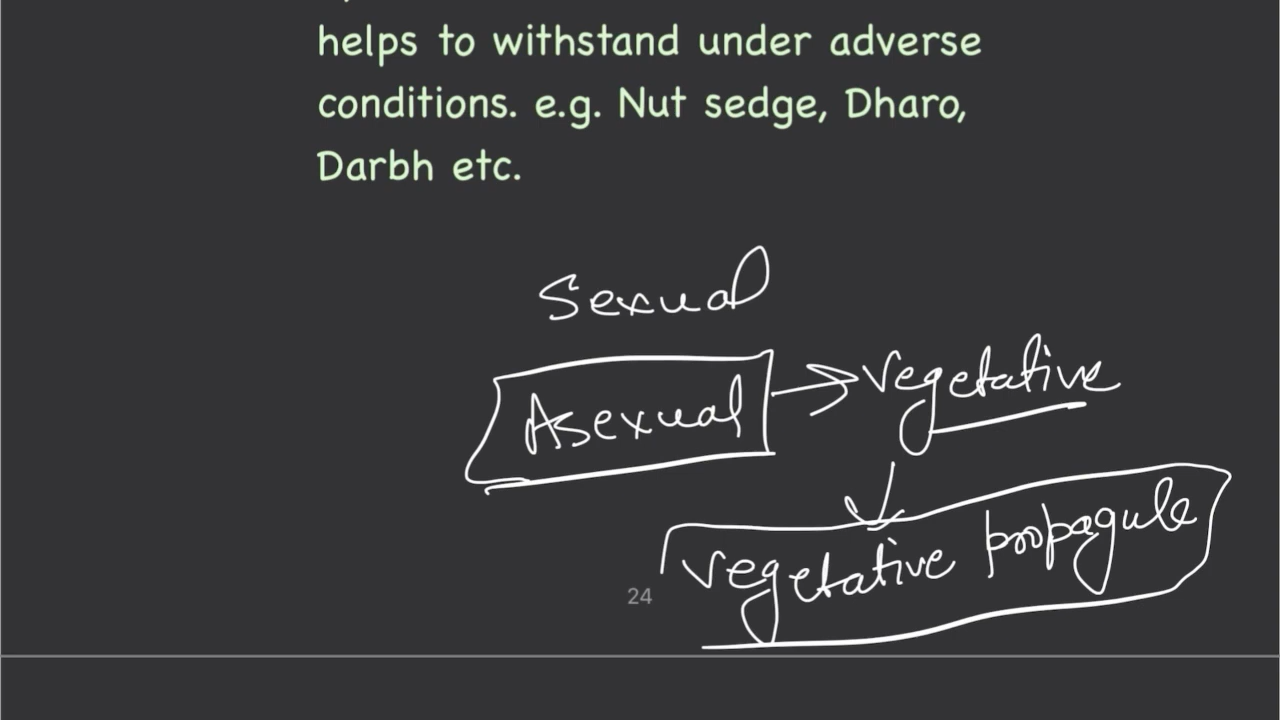 helps to withstand under adverse
conditions. e.g. Nut sedge, Dharo,
Darbh etc.
Sexual
Asexual → vegetative
vegetative propagule
24